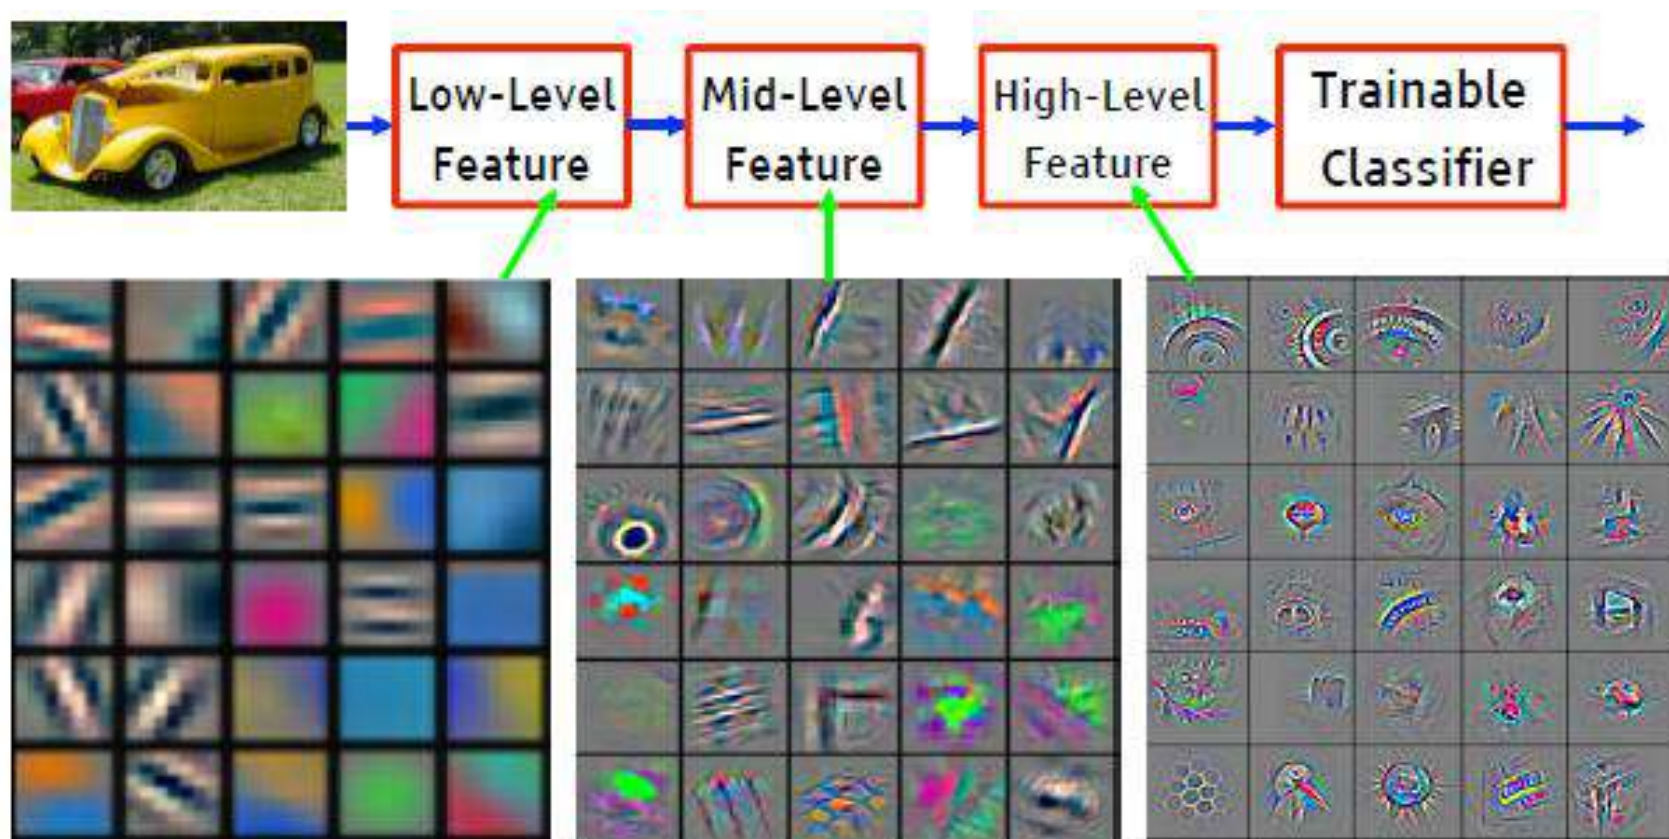 Low-Level
Feature
Mid-Level
Feature
High-Level
Feature
Trainable
Classifier